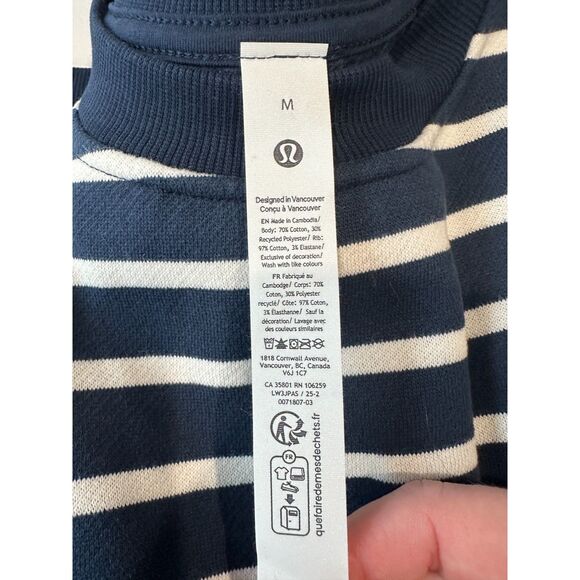 M
Designed in Vancouver
Conçu à Vancouver
EN Made in Cambodia/
Body: 70% Cotton, 30%
Recycled Polyester/ Rib:
97% Cotton, 3% Elastane/
Exclusive of decoration/
Wash with like colours
FR Fabriqué au
Cambodge/ Corps: 70%
Coton, 30% Polyester
recyclé/ Côte: 97% Coton,
3% Élasthanne/ Sauf la
décoration/ Lavage avec
des couleurs similaires
1818 Cornwall Avenue,
Vancouver, BC, Canada
V6J 1C7
CA 35801 RN 106259
LW3JPAS / 25-2
0071807-03
FR
quefairedemesdechets.fr